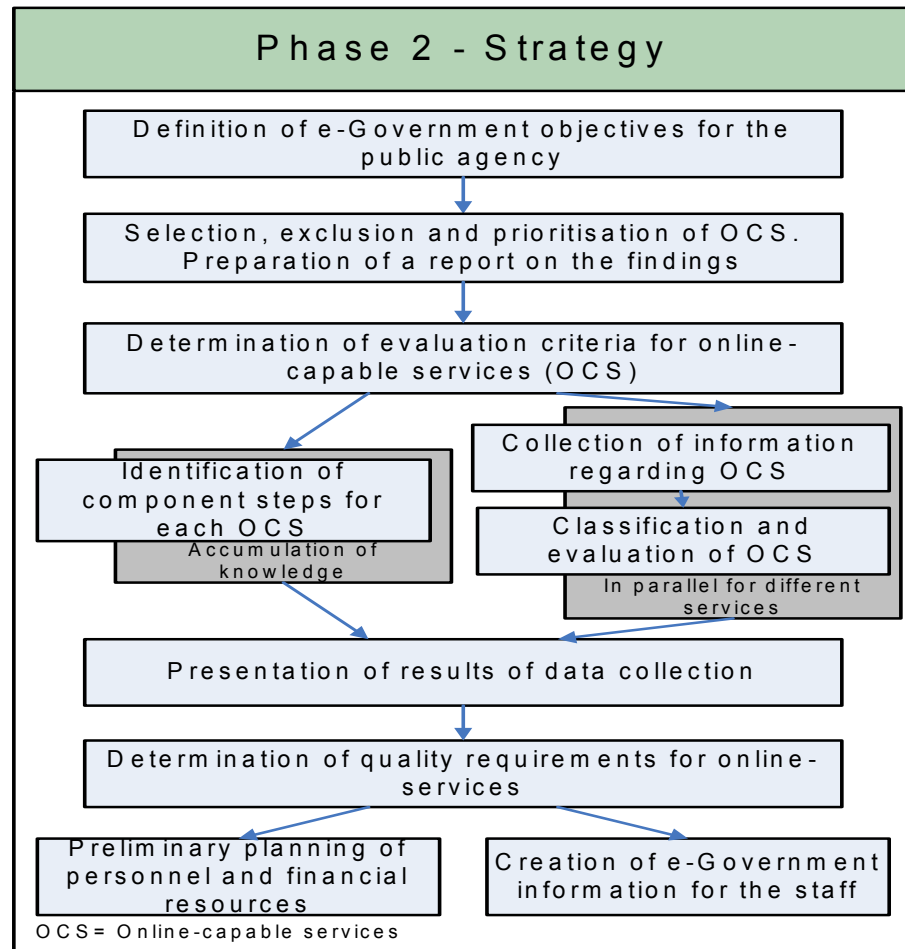 Phase 2 - Strategy
Definition of e-Government objectives for the
public agency
Selection, exclusion and prioritisation of OCS.
Preparation of a report on the findings
Determination of evaluation criteria for online-
capable services (OCS)
Identification of
component steps for
each OCS
Accumulation of
knowledge
Collection of information
regarding OCS
Classification and
evaluation of OCS
In parallel for different
services
Presentation of results of data collection
Determination of quality requirements for online-
services
Preliminary planning of
personnel and financial
resources
Creation of e-Government
information for the staff
OCS= Online-capable services